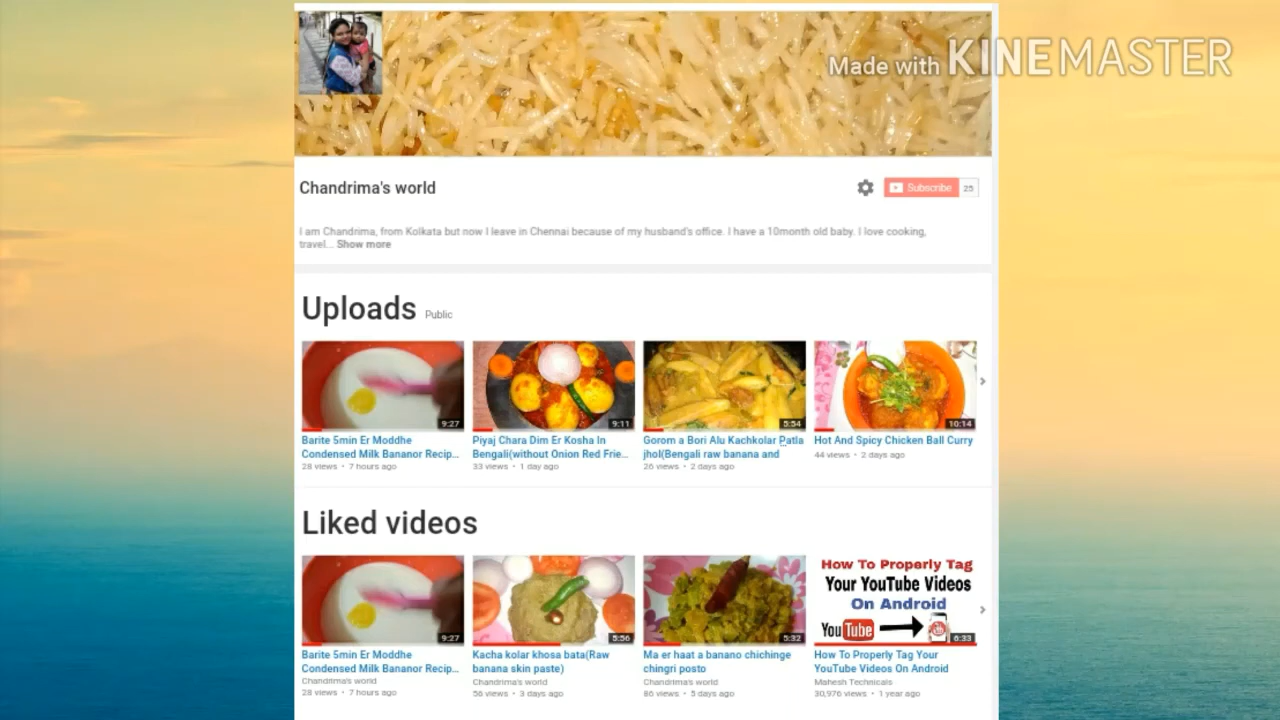 Made with KINEMASTER
Chandrima's world
Subscribe 25
I am Chandrima, from Kolkata but now I leave in Chennai because of my husband's office. I have a 10month old baby. I love cooking,
travel... Show more
Uploads Public
9:27
9:11
5:54
10:14
Barite 5min Er Moddhe
Condensed Milk Bananor Recip...
28 views • 7 hours ago
Piyaj Chara Dim Er Kosha In
Bengali(without Onion Red Frie...
33 views • 1 day ago
Gorom a Bori Alu Kachkolar Patla
jhol(Bengali raw banana and
26 views • 2 days ago
Hot And Spicy Chicken Ball Curry
44 views • 2 days ago
Liked videos
9:27
5:56
5:32
How To Properly Tag
Your YouTube Videos
On Android
YouTube
6:33
Barite 5min Er Moddhe
Condensed Milk Bananor Recip...
Chandrima's world
28 views • 7 hours ago
Kacha kolar khosa bata(Raw
banana skin paste)
Chandrima's world
56 views • 3 days ago
Ma er haat a banano chichinge
chingri posto
Chandrima's world
86 views • 5 days ago
How To Properly Tag Your
YouTube Videos On Android
Mahesh Technicals
30,976 views • 1 year ago